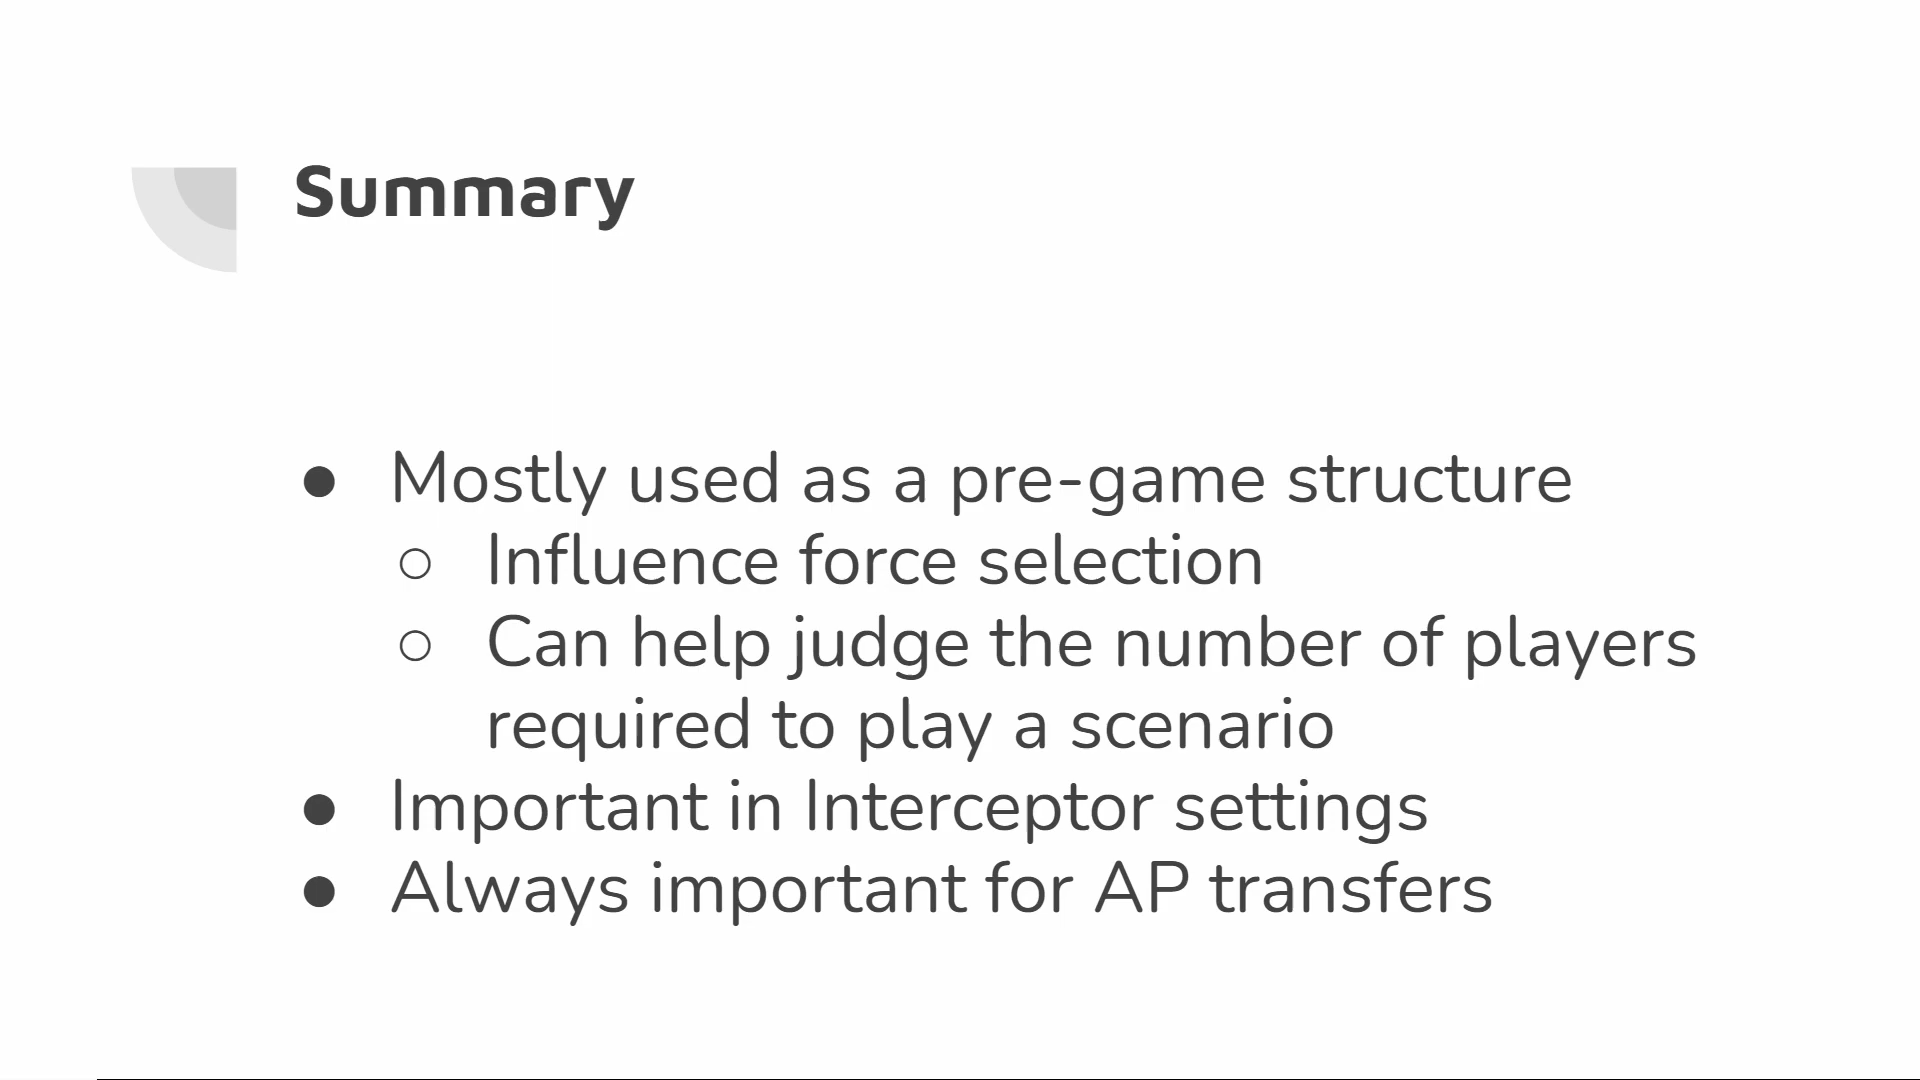 Summary
● Mostly used as a pre-game structure
○ Influence force selection
○ Can help judge the number of players
required to play a scenario
● Important in Interceptor settings
● Always important for AP transfers